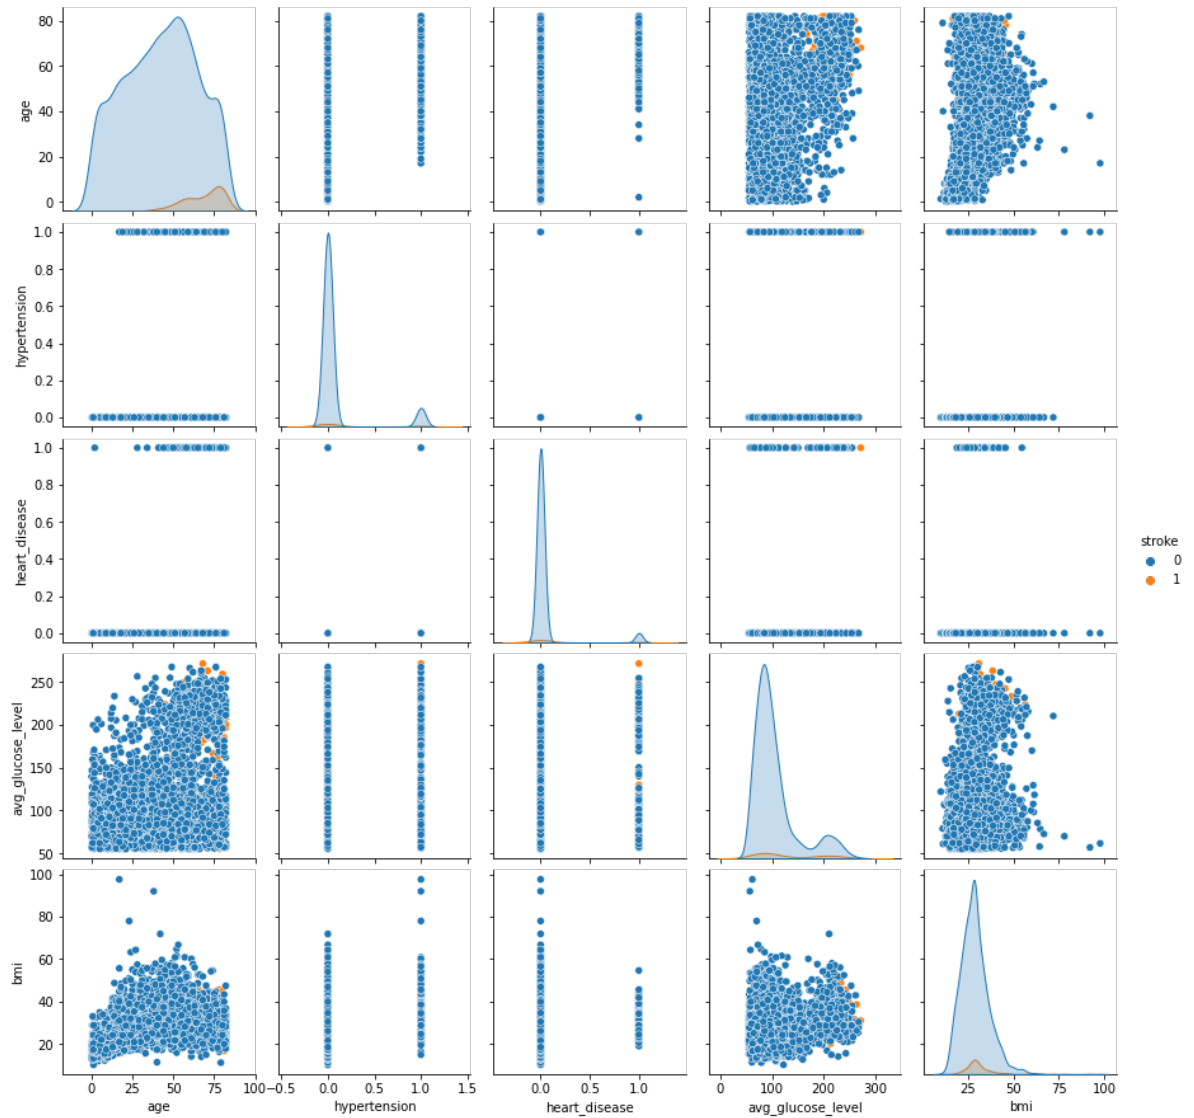 80
60
40
20
0
age
1.0
0.8
0.6
0.4
0.2
0.0
hypertension
1.0
0.8
0.6
0.4
0.2
0.0
heart_disease
stroke
0
1
250
200
150
100
50
avg_glucose_level
100
80
60
40
20
bmi
0 25 50 75 100
age
−0.5 0.0 0.5 1.0 1.5
hypertension
0.0 0.5 1.0
heart_disease
0 100 200 300
avg_glucose_level
25 50 75 100
bmi